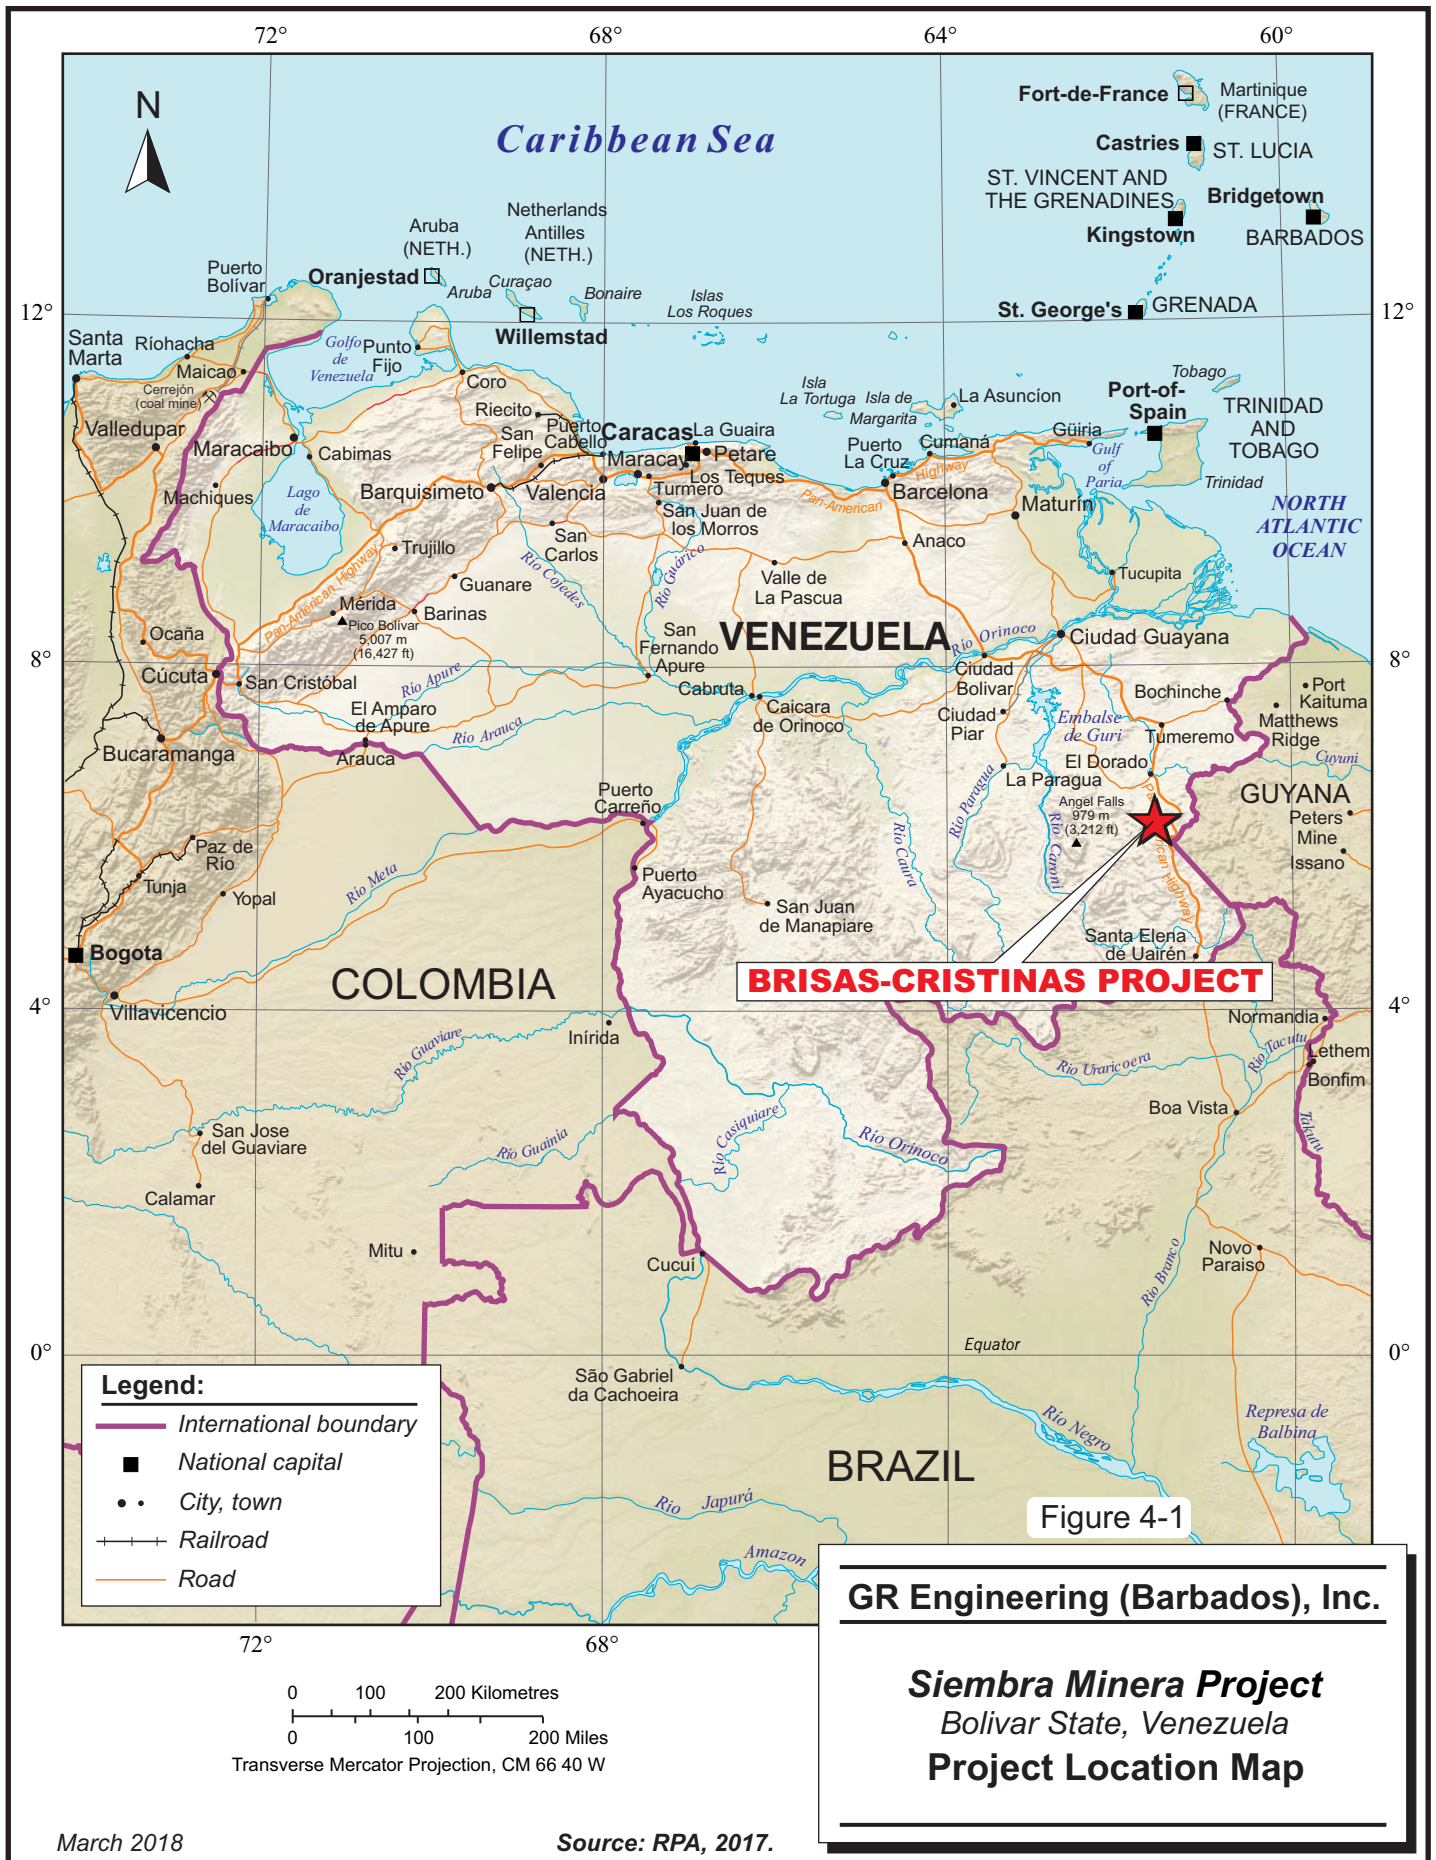 72°
68°
64°
60°
N
Caribbean Sea
Fort-de-France
Martinique
(FRANCE)
Castries
ST. LUCIA
ST. VINCENT AND
THE GRENADINES
Bridgetown
Kingstown
BARBADOS
Netherlands
Antilles
(NETH.)
Aruba
(NETH.)
Puerto
Bolívar
Oranjestad
Aruba
Curaçao
Bonaire
Islas
Los Roques
Willemstad
St. George's
GRENADA
12°
12°
Santa
Marta
Ríohacha
Maicao
Cerrejón
(coal mine)
Golfo
de
Venezuela
Punto
Fijo
Coro
Riecito
Isla
La Tortuga
Isla de
Margarita
La Asuncíon
Tobago
Port-of-
Spain
TRINIDAD
AND
TOBAGO
Valledupar
Maracaibo
Cabimas
San
Felipe
Puerto
Cabello
Caracas
La Guaira
Petare
Maracay
Los Teques
Puerto
La Cruz
Cumaná
Güiria
Gulf
of
Paria
Trinidad
Machiques
Lago
de
Maracaibo
Barquisimeto
Valencia
Turmero
San Juan de
los Morros
Pan-American
Highway
Barcelona
Maturín
NORTH
ATLANTIC
OCEAN
San
Carlos
Trujillo
Pan-American Highway
Río Cojedes
Río Guárico
Anaco
Guanare
Valle de
La Pascua
Tucupita
Mérida
Barinas
Pico Bolivar
5,007 m
(16,427 ft)
Ocaña
San
Fernando
Apure
VENEZUELA
Río Orinoco
Ciudad Guayana
8°
8°
Cúcuta
San Cristóbal
Río Apure
Cabruta
Ciudad
Bolivar
Bochinche
Port
Kaituma
El Amparo
de Apure
Caicara
de Orinoco
Ciudad
Piar
Embalse
de Guri
Matthews
Ridge
Río Arauca
Tumeremo
Bucaramanga
Arauca
El Dorado
Cuyuni
La Paragua
Puerto
Carreño
Río Paragua
Angel Falls
979 m
(3,212 ft)
GUYANA
Peters
Mine
Issano
Paz de
Río
Río Caura
Río Caroni
Tunja
Yopal
Río Meta
Puerto
Ayacucho
San Juan
de Manapiare
Santa Elena
de Uairén
Bogota
COLOMBIA
BRISAS-CRISTINAS PROJECT
4°
4°
Villavicencio
Normandia
Inírida
Río Guaviare
Río Uraricoera
Río Tacutu
Lethem
Bonfim
Boa Vista
Takutu
San Jose
del Guaviare
Río Guainía
Río Casiquiare
Río Orinoco
Calamar
Mitu
Cucuí
Novo
Paraiso
Rio Branco
Equator
0°
0°
São Gabriel
da Cachoeira
Río Negro
Represa de
Balbina
BRAZIL
Rio Japurá
Amazon
Legend:
International boundary
National capital
City, town
Railroad
Road
Figure 4-1
72°
68°
0 100 200 Kilometres
0 100 200 Miles
Transverse Mercator Projection, CM 66 40 W
GR Engineering (Barbados), Inc.
Siembra Minera Project
Bolivar State, Venezuela
Project Location Map
March 2018
Source: RPA, 2017.